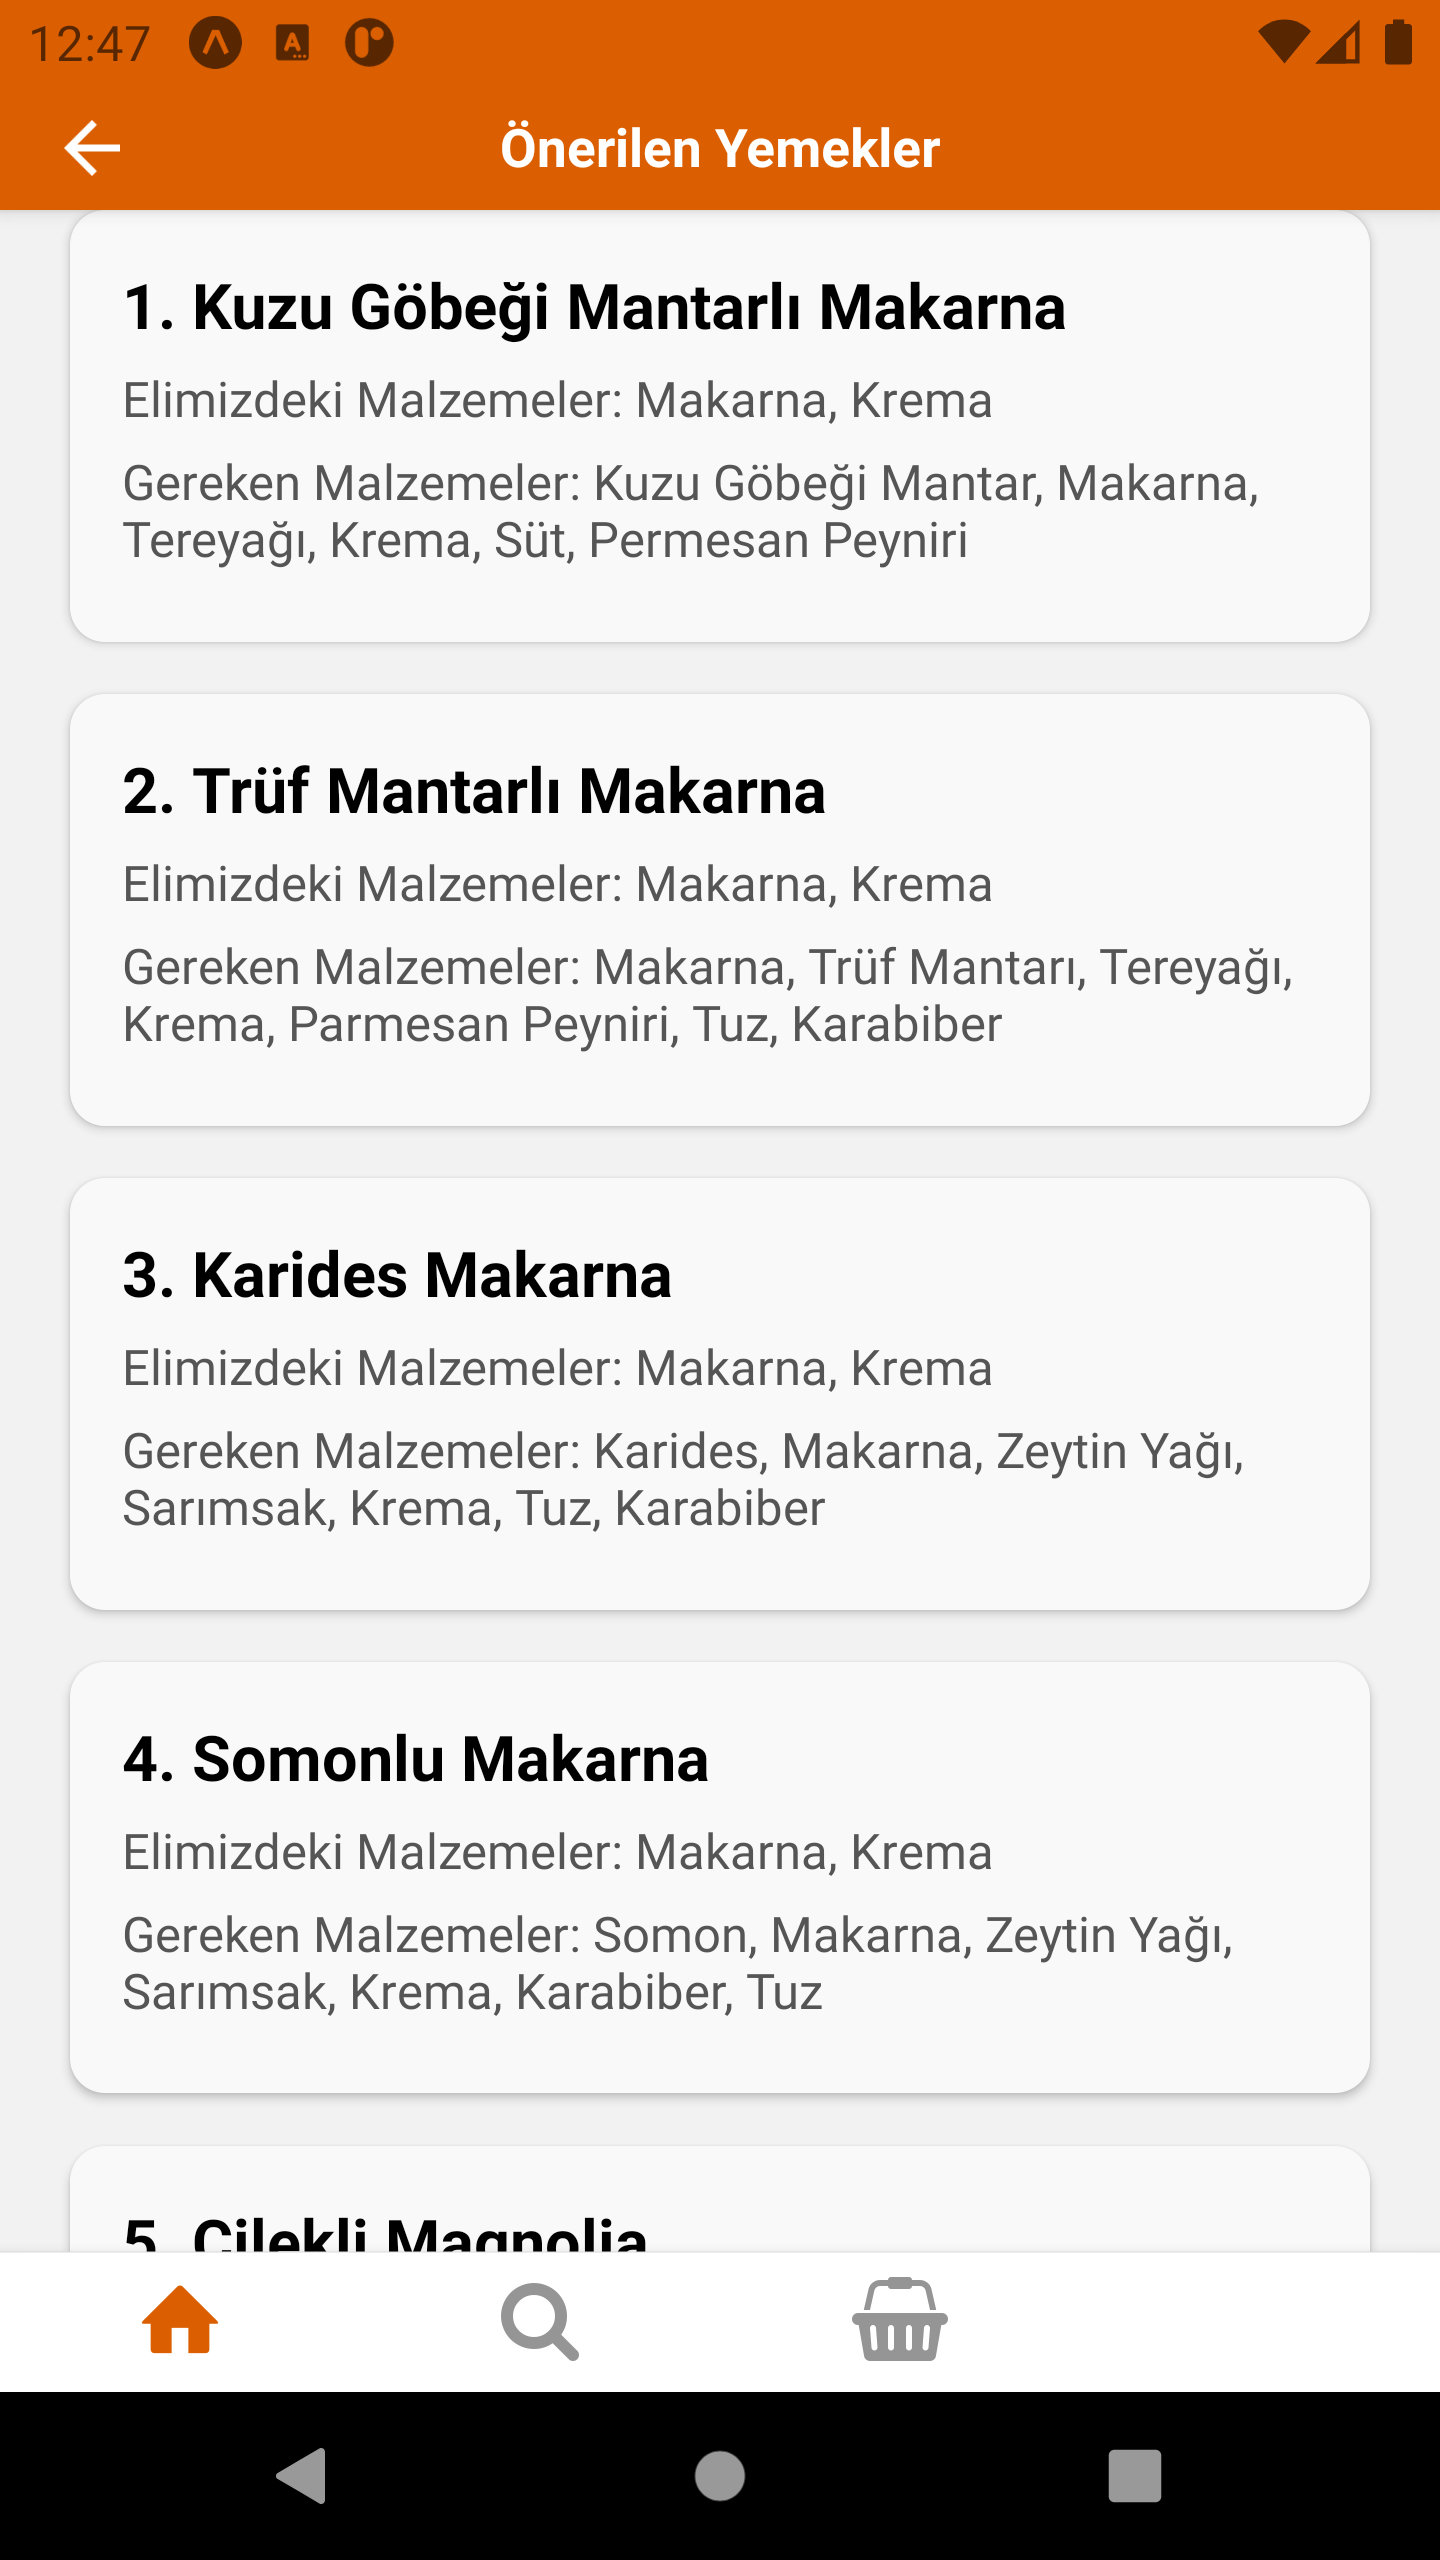 12:47
Önerilen Yemekler
1. Kuzu Göbeği Mantarlı Makarna
Elimizdeki Malzemeler: Makarna, Krema
Gereken Malzemeler: Kuzu Göbeği Mantar, Makarna,
Tereyağı, Krema, Süt, Permesan Peyniri
2. Trüf Mantarlı Makarna
Elimizdeki Malzemeler: Makarna, Krema
Gereken Malzemeler: Makarna, Trüf Mantarı, Tereyağı,
Krema, Parmesan Peyniri, Tuz, Karabiber
3. Karides Makarna
Elimizdeki Malzemeler: Makarna, Krema
Gereken Malzemeler: Karides, Makarna, Zeytin Yağı,
Sarımsak, Krema, Tuz, Karabiber
4. Somonlu Makarna
Elimizdeki Malzemeler: Makarna, Krema
Gereken Malzemeler: Somon, Makarna, Zeytin Yağı,
Sarımsak, Krema, Karabiber, Tuz
5. Çilekli Magnolia